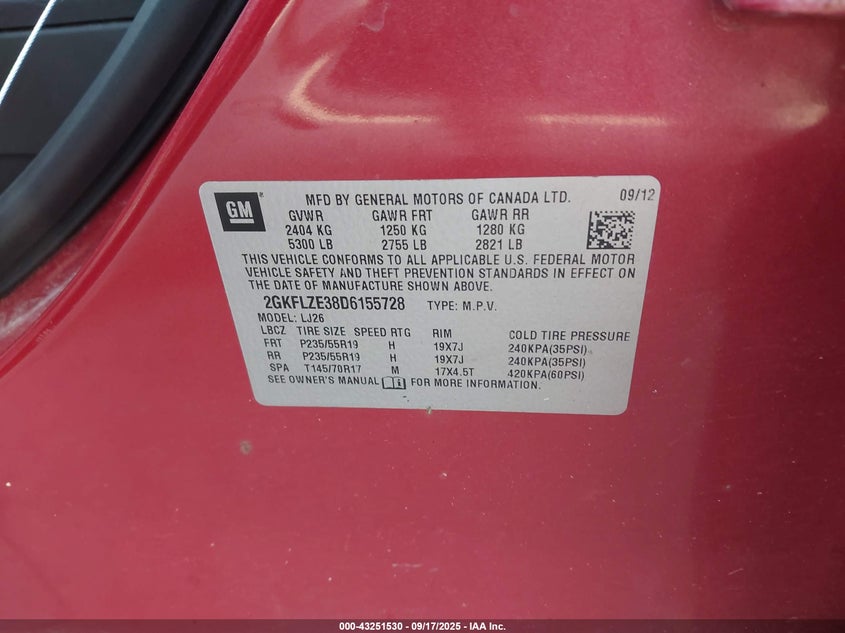 GM
MFD BY GENERAL MOTORS OF CANADA LTD. 09/12
GVWR GAWR FRT GAWR RR
2404 KG 1250 KG 1280 KG
5300 LB 2755 LB 2821 LB
THIS VEHICLE CONFORMS TO ALL APPLICABLE U.S. FEDERAL MOTOR
VEHICLE SAFETY AND THEFT PREVENTION STANDARDS IN EFFECT ON
THE DATE OF MANUFACTURE SHOWN ABOVE.
2GKFLZE38D6155728 TYPE: M.P.V.
MODEL: LJ26
LBCZ TIRE SIZE SPEED RTG RIM COLD TIRE PRESSURE
FRT P235/55R19 H 19X7J 240KPA(35PSI)
RR P235/55R19 H 19X7J 240KPA(35PSI)
SPA T145/70R17 M 17X4.5T 420KPA(60PSI)
SEE OWNER'S MANUAL FOR MORE INFORMATION.
000-43251530 - 09/17/2025 - IAA Inc.